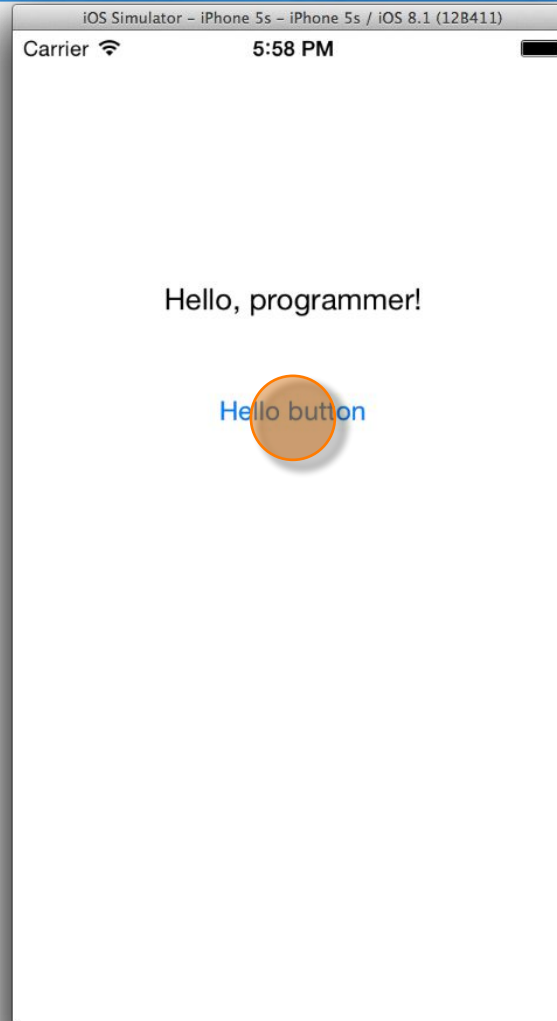 iOS Simulator – iPhone 5s – iPhone 5s / iOS 8.1 (12B411)
Carrier 5:58 PM
Hello, programmer!
Hello button